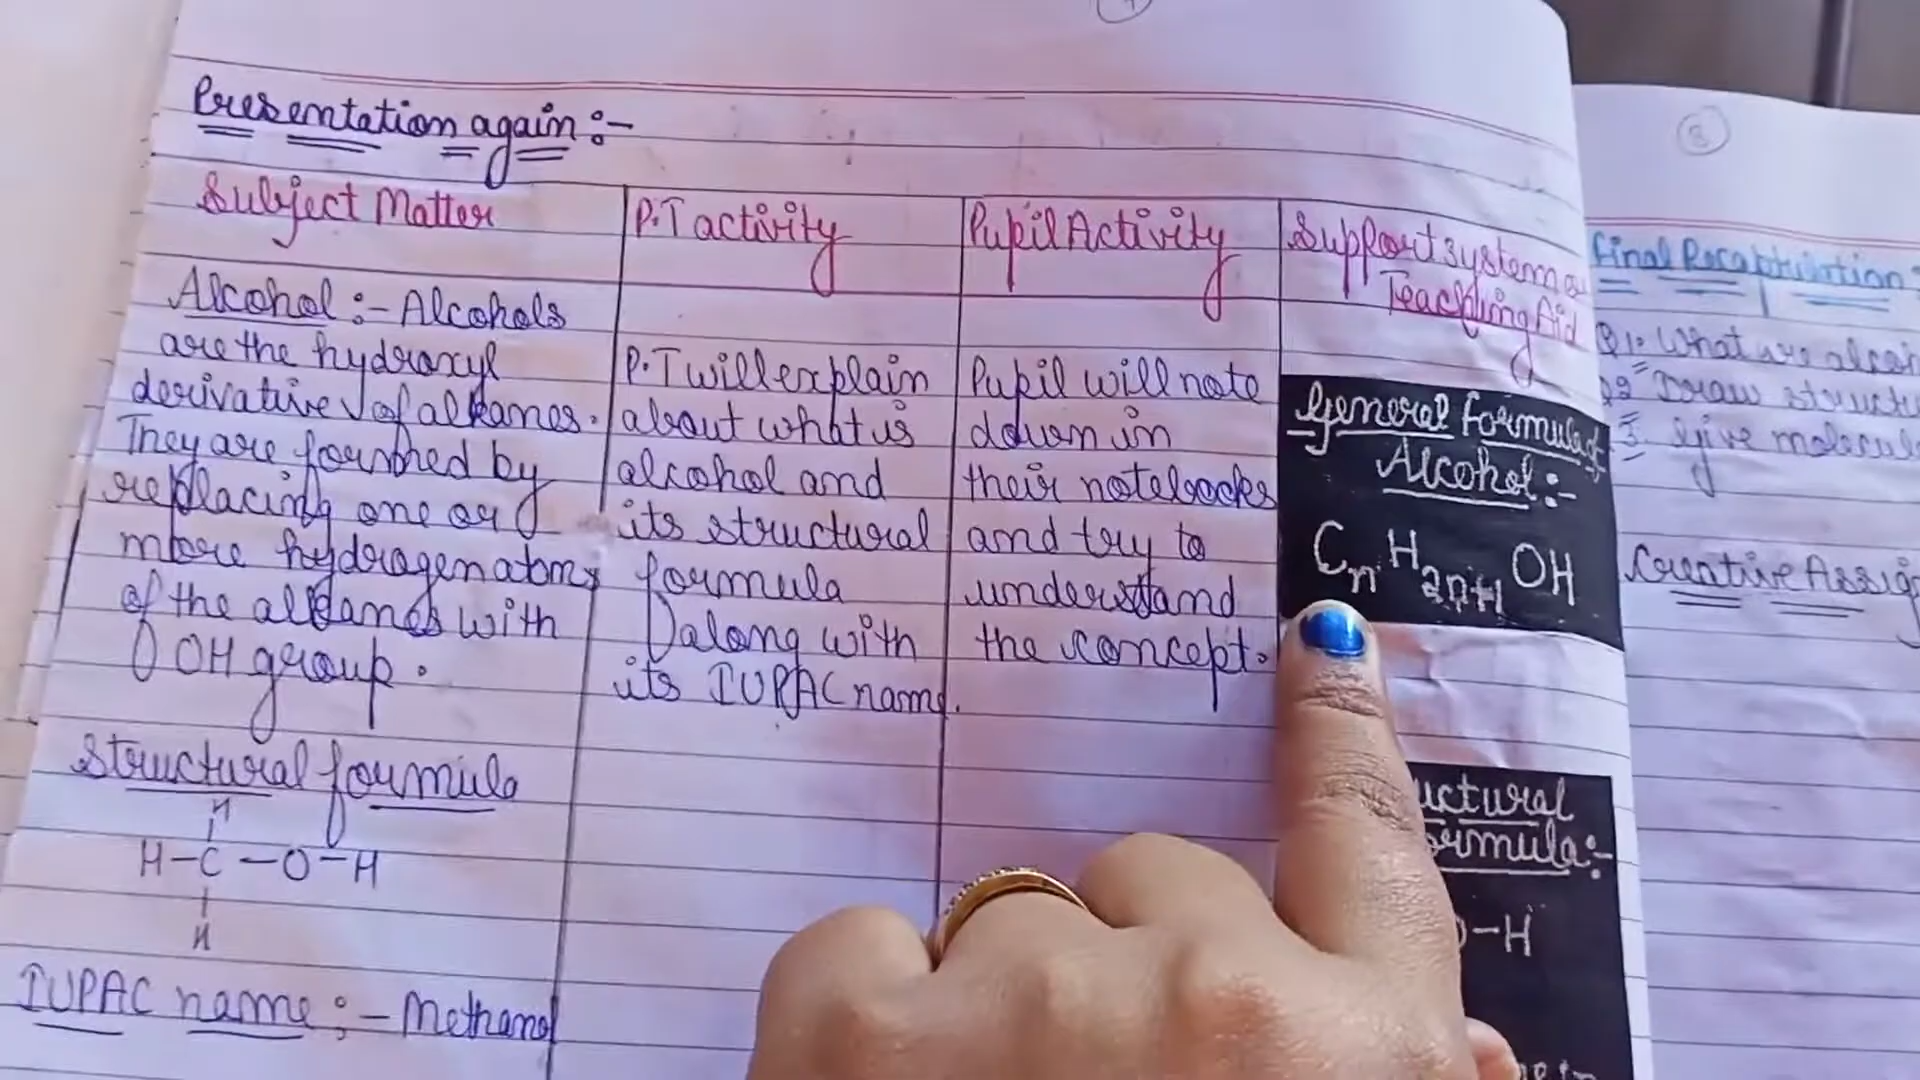 Presentation again :-
Subject Matter
P.T activity
Pupil Activity
Support system or
Teaching Aid
Alcohol :- Alcohols
are the hydroxyl
derivative of alkanes.
They are formed by
replacing one or
more hydrogen atoms
of the alkanes with
OH group.
Structural formula
H
H-C-O-H
H
IUPAC name :- Methanol
P.T will explain
about what is
alcohol and
its structural
formula
along with
its IUPAC name.
Pupil will note
down in
their notebooks
and try to
understand
the concept.
General formula of
Alcohol :-
CnH2n+1OH
uctural
ormula :-
O-H
8
Final Recaptulation :
Q1. What are alcoh
Q2 Draw structu
3. Give molecul
Creative Assig